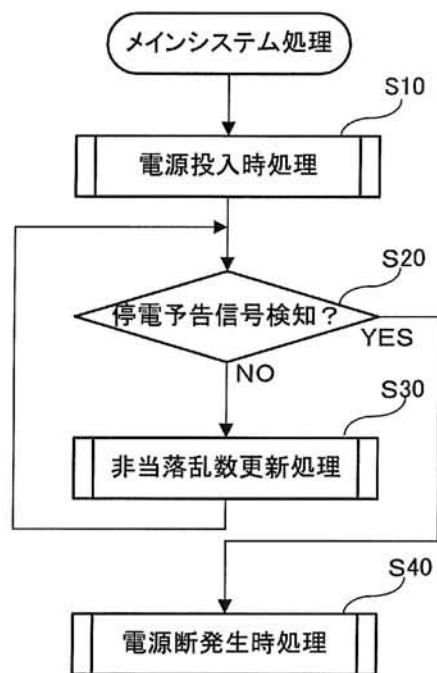 メインシステム処理
S10
電源投入時処理
S20
停電予告信号検知？
YES
NO
S30
非当落乱数更新処理
S40
電源断発生時処理